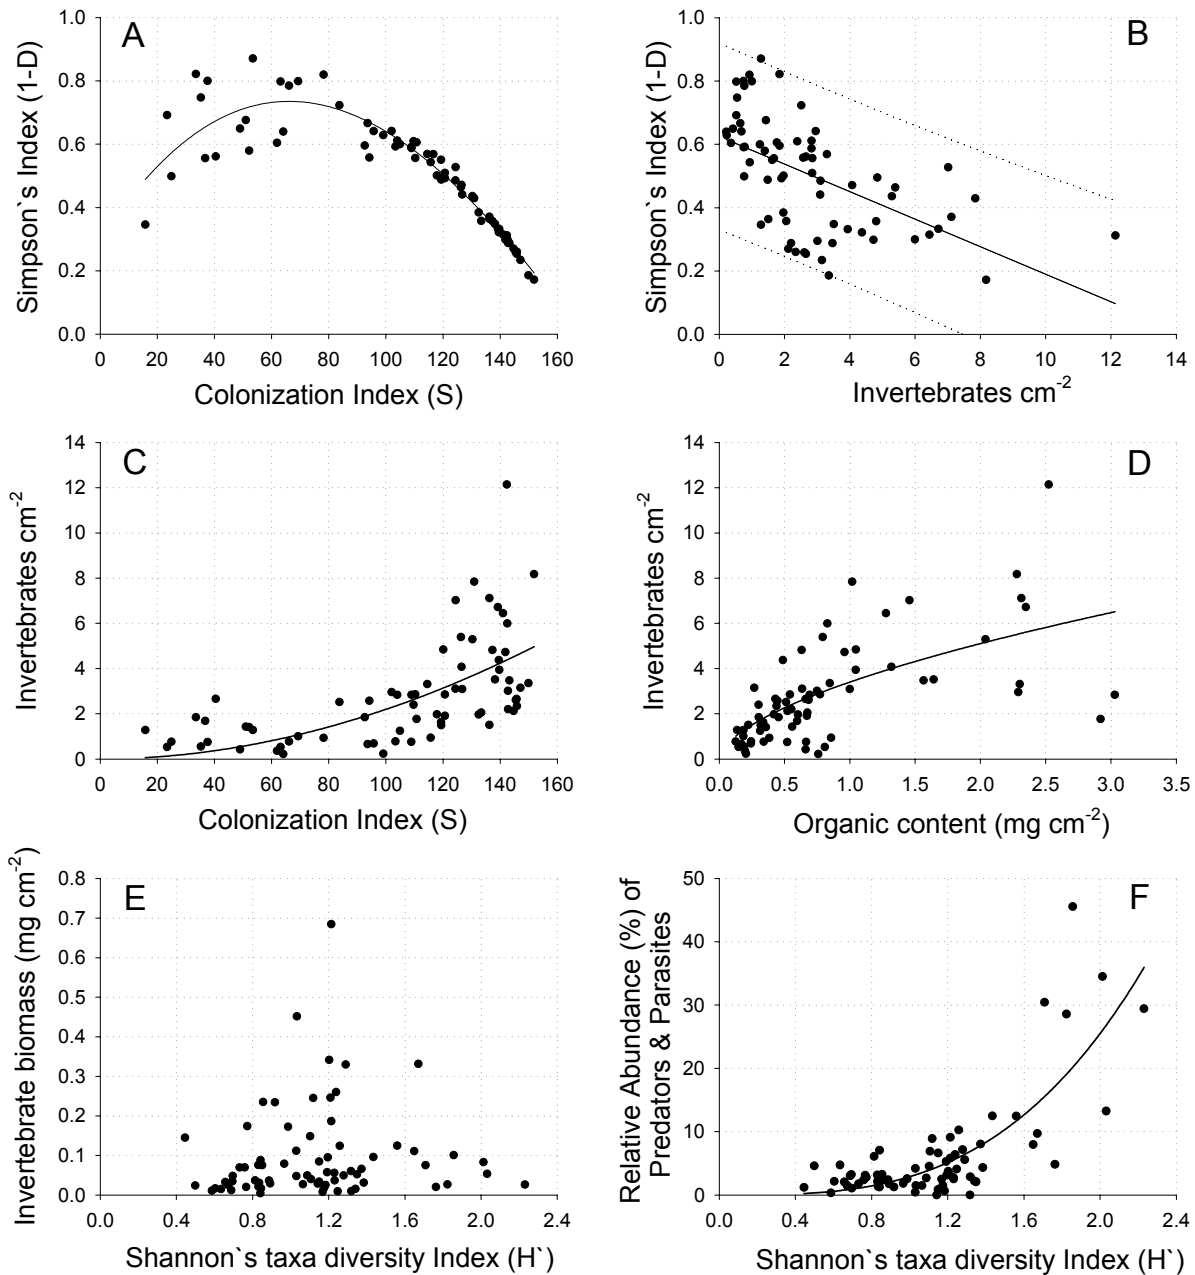 A
Simpson`s Index (1-D)
1.0
0.8
0.6
0.4
0.2
0.0
0 20 40 60 80 100 120 140 160
Colonization Index (S)
B
Simpson`s Index (1-D)
1.0
0.8
0.6
0.4
0.2
0.0
0 2 4 6 8 10 12 14
Invertebrates cm-2
C
Invertebrates cm-2
14
12
10
8
6
4
2
0
20 40 60 80 100 120 140 160
Colonization Index (S)
D
Invertebrates cm-2
14
12
10
8
6
4
2
0
0.0 0.5 1.0 1.5 2.0 2.5 3.0 3.5
Organic content (mg cm-2)
E
Invertebrate biomass (mg cm-2)
0.8
0.7
0.6
0.5
0.4
0.3
0.2
0.1
0.0
0.0 0.4 0.8 1.2 1.6 2.0 2.4
Shannon`s taxa diversity Index (H`)
F
Relative Abundance (%) of
Predators & Parasites
50
40
30
20
10
0
0.0 0.4 0.8 1.2 1.6 2.0 2.4
Shannon`s taxa diversity Index (H`)